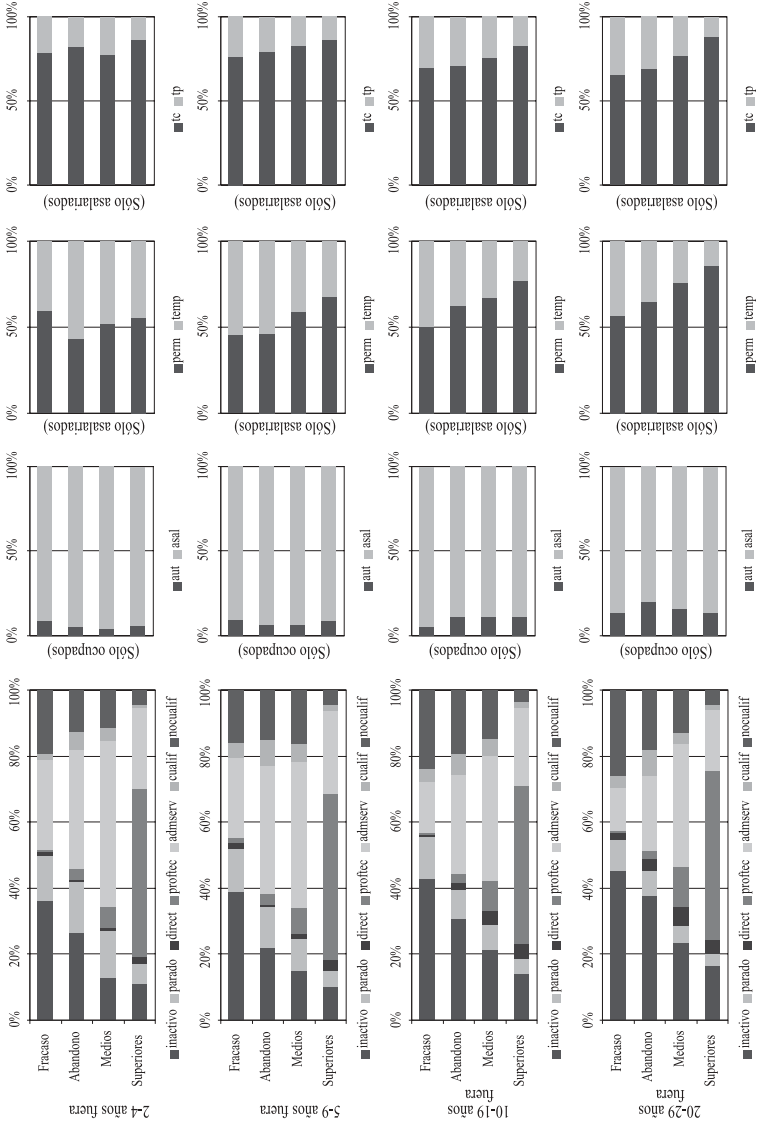 2-4 años fuera
0% 20% 40% 60% 80% 100%
Fracaso
Abandono
Medios
Superiores
inactivo parado direct proftec admserv cualif nocualif
(Sólo ocupados)
0% 50% 100%
aut asal
(Sólo asalariados)
0% 50% 100%
perm temp
(Sólo asalariados)
0% 50% 100%
tc tp
5-9 años fuera
0% 20% 40% 60% 80% 100%
Fracaso
Abandono
Medios
Superiores
inactivo parado direct proftec admserv cualif nocualif
(Sólo ocupados)
0% 50% 100%
aut asal
(Sólo asalariados)
0% 50% 100%
perm temp
(Sólo asalariados)
0% 50% 100%
tc tp
10-19 años
fuera
0% 20% 40% 60% 80% 100%
Fracaso
Abandono
Medios
Superiores
inactivo parado direct proftec admserv cualif nocualif
(Sólo ocupados)
0% 50% 100%
aut asal
(Sólo asalariados)
0% 50% 100%
perm temp
(Sólo asalariados)
0% 50% 100%
tc tp
20-29 años
fuera
0% 20% 40% 60% 80% 100%
Fracaso
Abandono
Medios
Superiores
inactivo parado direct proftec admserv cualif nocualif
(Sólo ocupados)
0% 50% 100%
aut asal
(Sólo asalariados)
0% 50% 100%
perm temp
(Sólo asalariados)
0% 50% 100%
tc tp